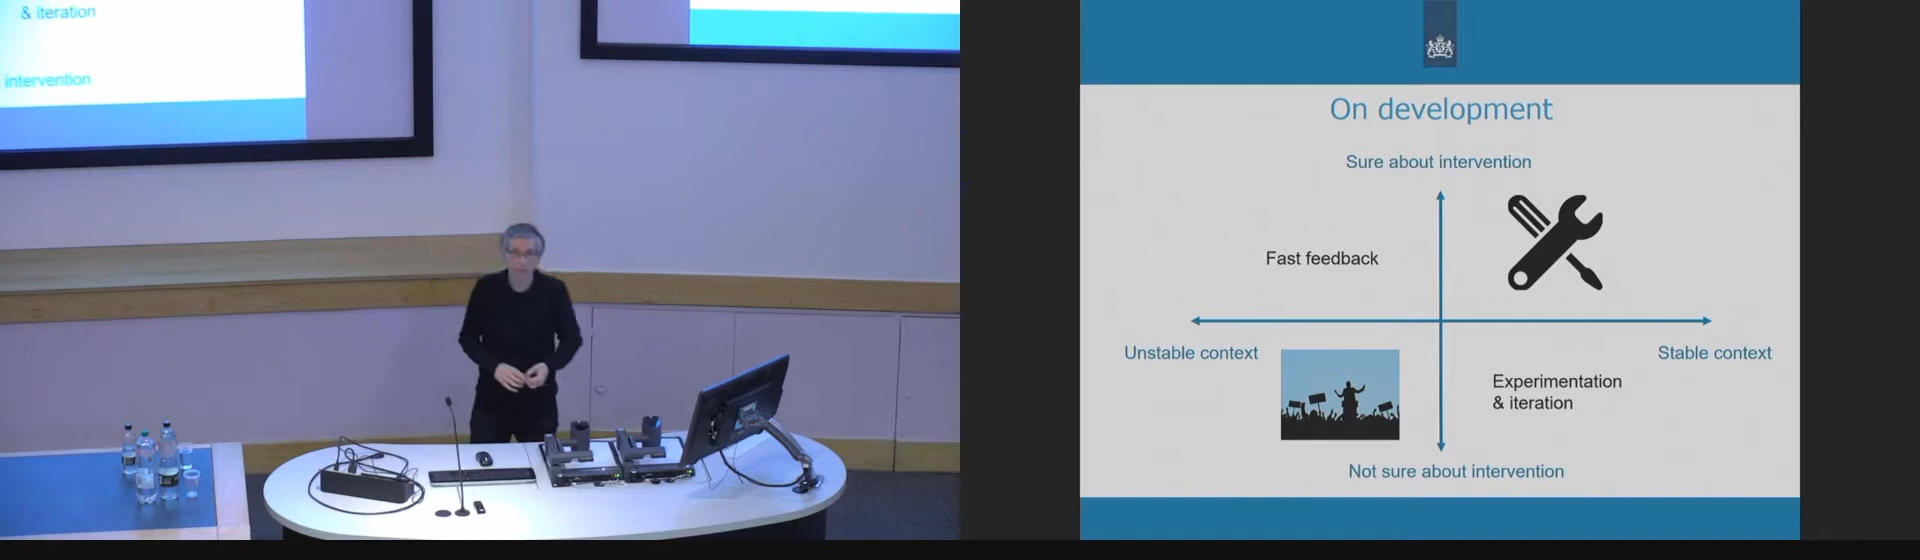 & iteration
intervention
On development
Sure about intervention
Fast feedback
Unstable context
Stable context
Experimentation
& iteration
Not sure about intervention